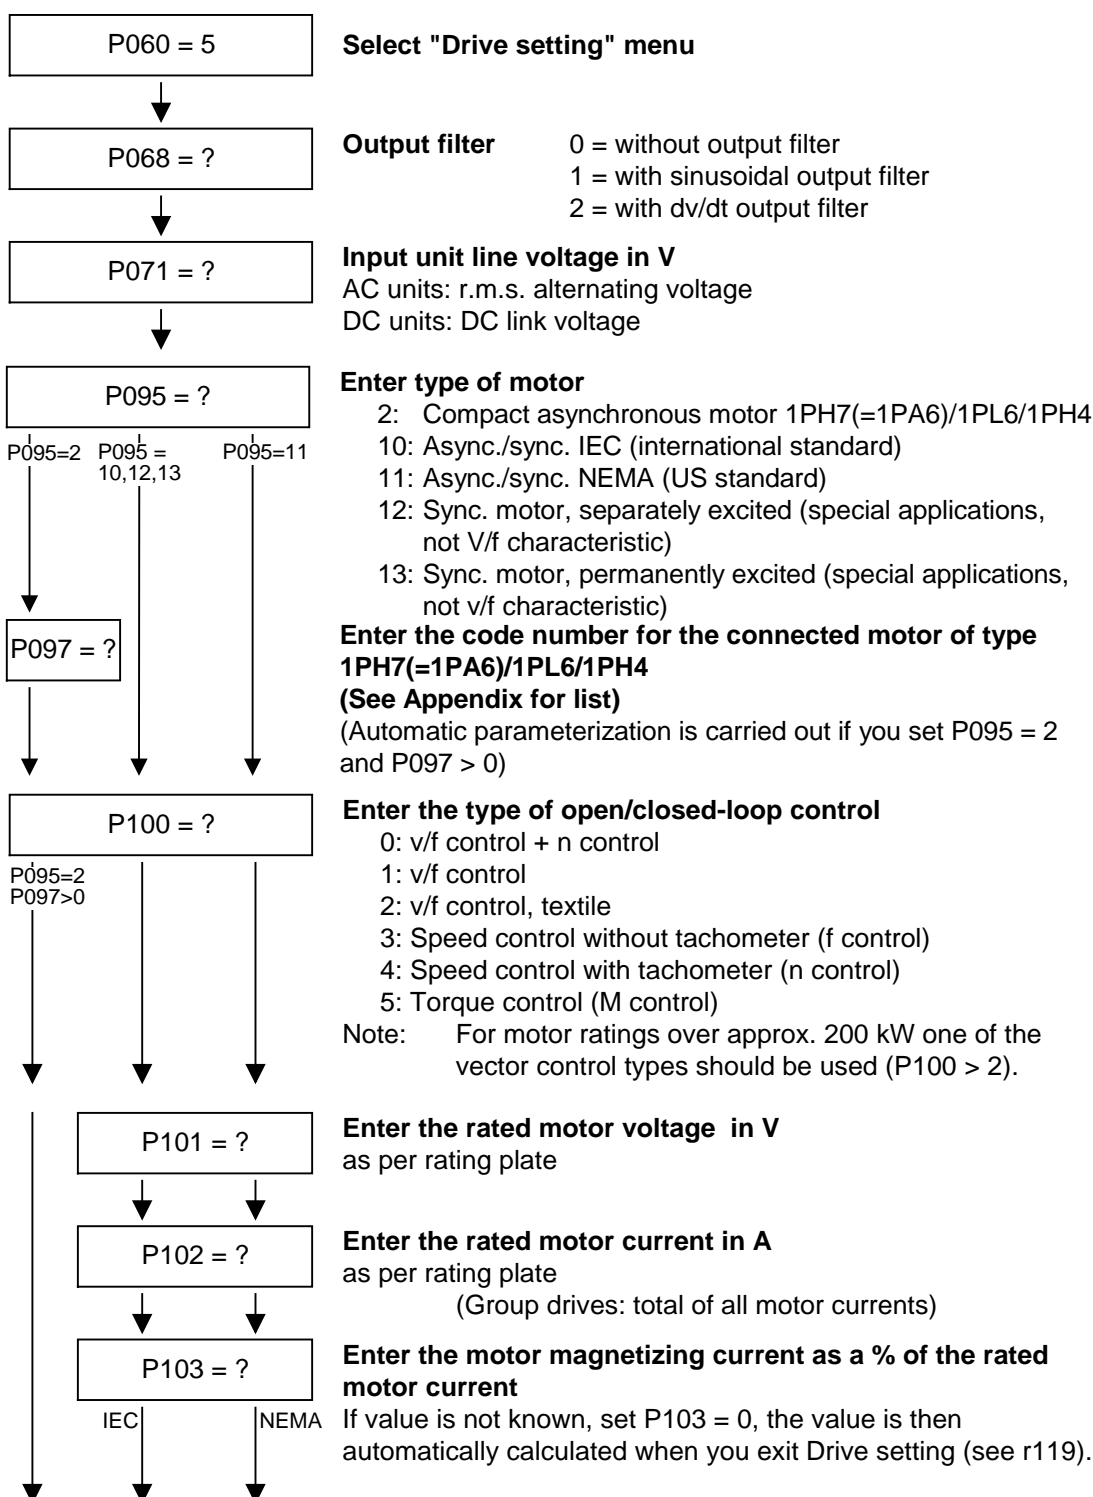 P060 = 5
Select "Drive setting" menu
P068 = ?
Output filter 0 = without output filter
1 = with sinusoidal output filter
2 = with dv/dt output filter
P071 = ?
Input unit line voltage in V
AC units: r.m.s. alternating voltage
DC units: DC link voltage
P095 = ?
Enter type of motor
2: Compact asynchronous motor 1PH7(=1PA6)/1PL6/1PH4
10: Async./sync. IEC (international standard)
11: Async./sync. NEMA (US standard)
12: Sync. motor, separately excited (special applications,
not V/f characteristic)
13: Sync. motor, permanently excited (special applications,
not v/f characteristic)
P095=2
P095 =
10,12,13
P095=11
P097 = ?
Enter the code number for the connected motor of type
1PH7(=1PA6)/1PL6/1PH4
(See Appendix for list)
(Automatic parameterization is carried out if you set P095 = 2
and P097 > 0)
P100 = ?
Enter the type of open/closed-loop control
0: v/f control + n control
1: v/f control
2: v/f control, textile
3: Speed control without tachometer (f control)
4: Speed control with tachometer (n control)
5: Torque control (M control)
Note: For motor ratings over approx. 200 kW one of the
vector control types should be used (P100 > 2).
P095=2
P097>0
P101 = ?
Enter the rated motor voltage in V
as per rating plate
P102 = ?
Enter the rated motor current in A
as per rating plate
(Group drives: total of all motor currents)
P103 = ?
Enter the motor magnetizing current as a % of the rated
motor current
If value is not known, set P103 = 0, the value is then
automatically calculated when you exit Drive setting (see r119).
IEC
NEMA